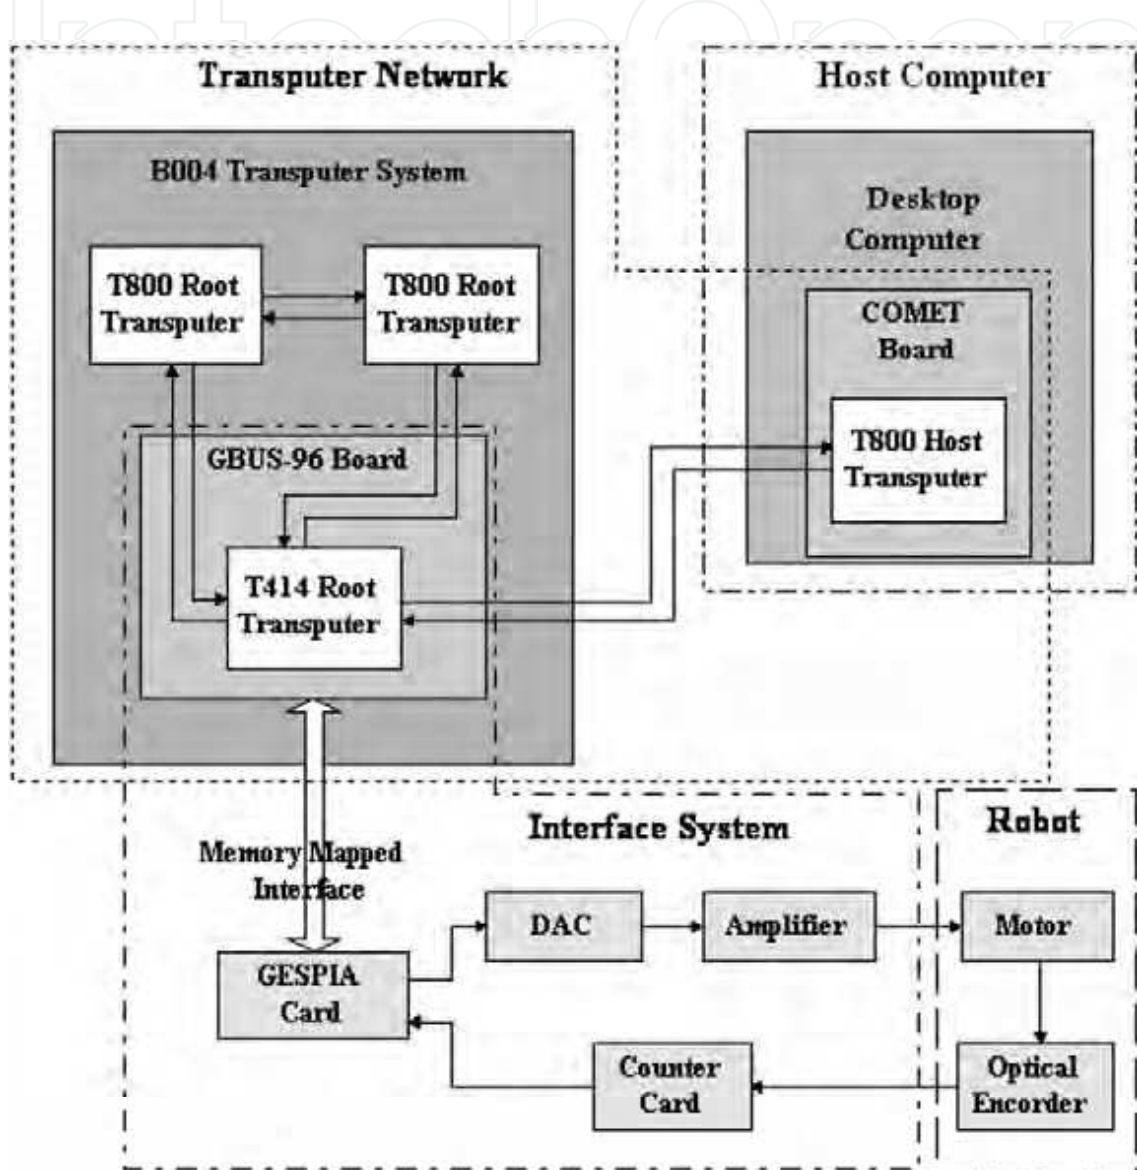 Transputer Network
Host Computer
B004 Transputer System
Desktop
Computer
T800 Root
Transputer
T800 Root
Transputer
COMET
Board
T800 Host
Transputer
GBUS-96 Board
T414 Root
Transputer
Interface System
Robot
Memory Mapped
Interface
DAC
Amplifier
Motor
GESPIA
Card
Counter
Card
Optical
Encorder